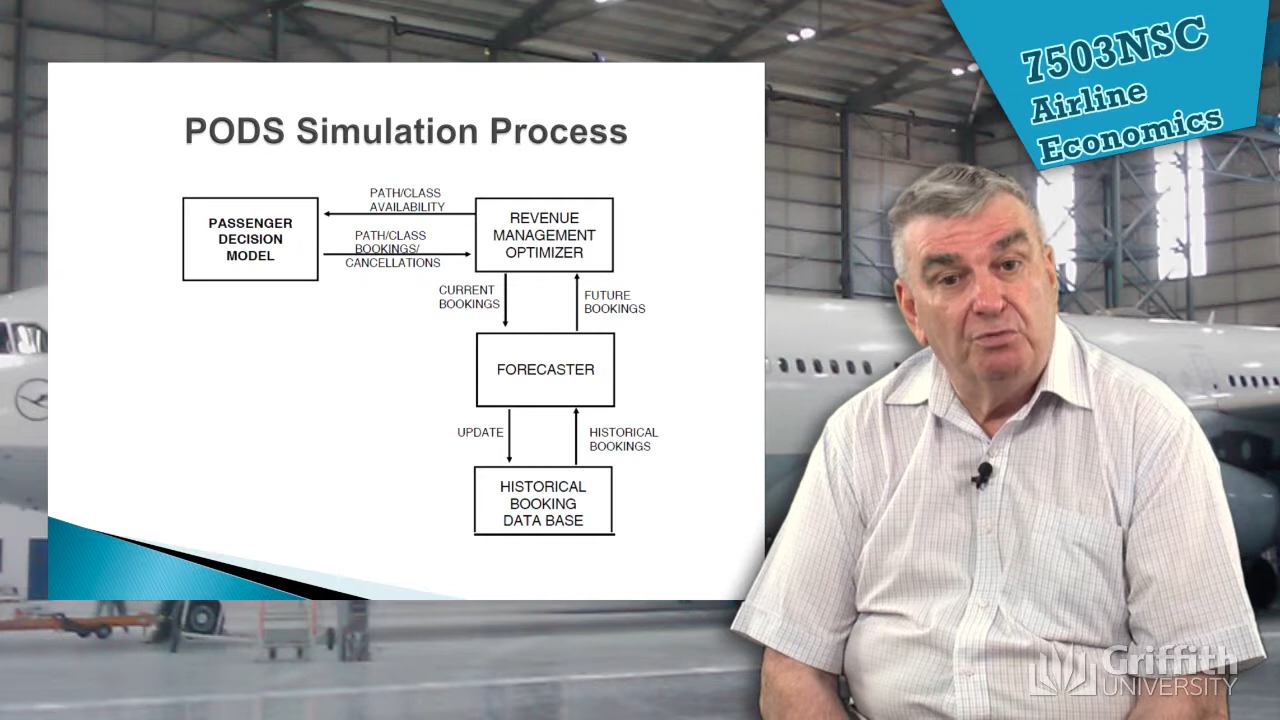 7503NSC
Airline
Economics
PODS Simulation Process
PATH/CLASS
AVAILABILITY
PASSENGER
DECISION
MODEL
PATH/CLASS
BOOKINGS/
CANCELLATIONS
REVENUE
MANAGEMENT
OPTIMIZER
CURRENT
BOOKINGS
FUTURE
BOOKINGS
FORECASTER
UPDATE
HISTORICAL
BOOKINGS
HISTORICAL
BOOKING
DATA BASE
Griffith
UNIVERSITY